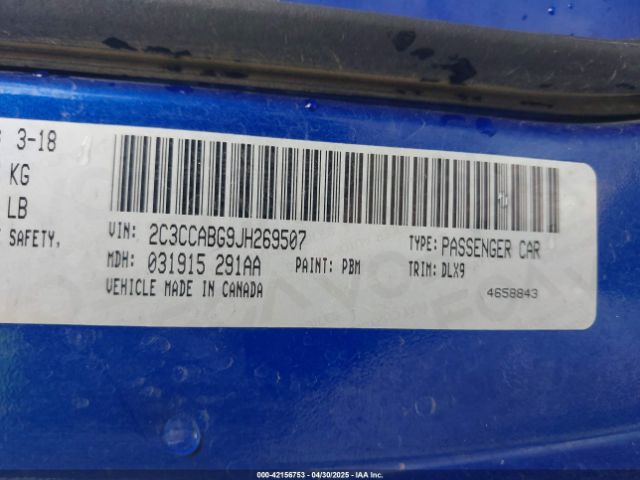 3-18
KG
LB
SAFETY,
VIN: 2C3CCABG9JH269507
TYPE: PASSENGER CAR
MDH: 031915 291AA
PAINT: PBM
TRIM: DLX9
VEHICLE MADE IN CANADA
4658843
000-42156753 - 04/30/2025 - IAA Inc.